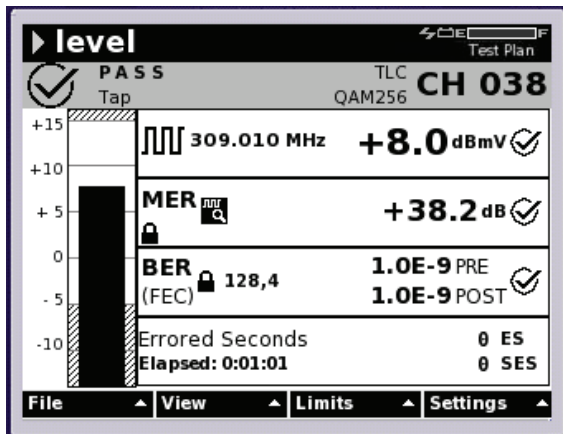 level
E F
Test Plan
PASS
Tap
TLC
QAM256
CH 038
+15
+10
+ 5
0
- 5
-10
309.010 MHz +8.0 dBmV
MER +38.2 dB
BER 128,4 1.0E-9 PRE
(FEC) 1.0E-9 POST
Errored Seconds 0 ES
Elapsed: 0:01:01 0 SES
File View Limits Settings